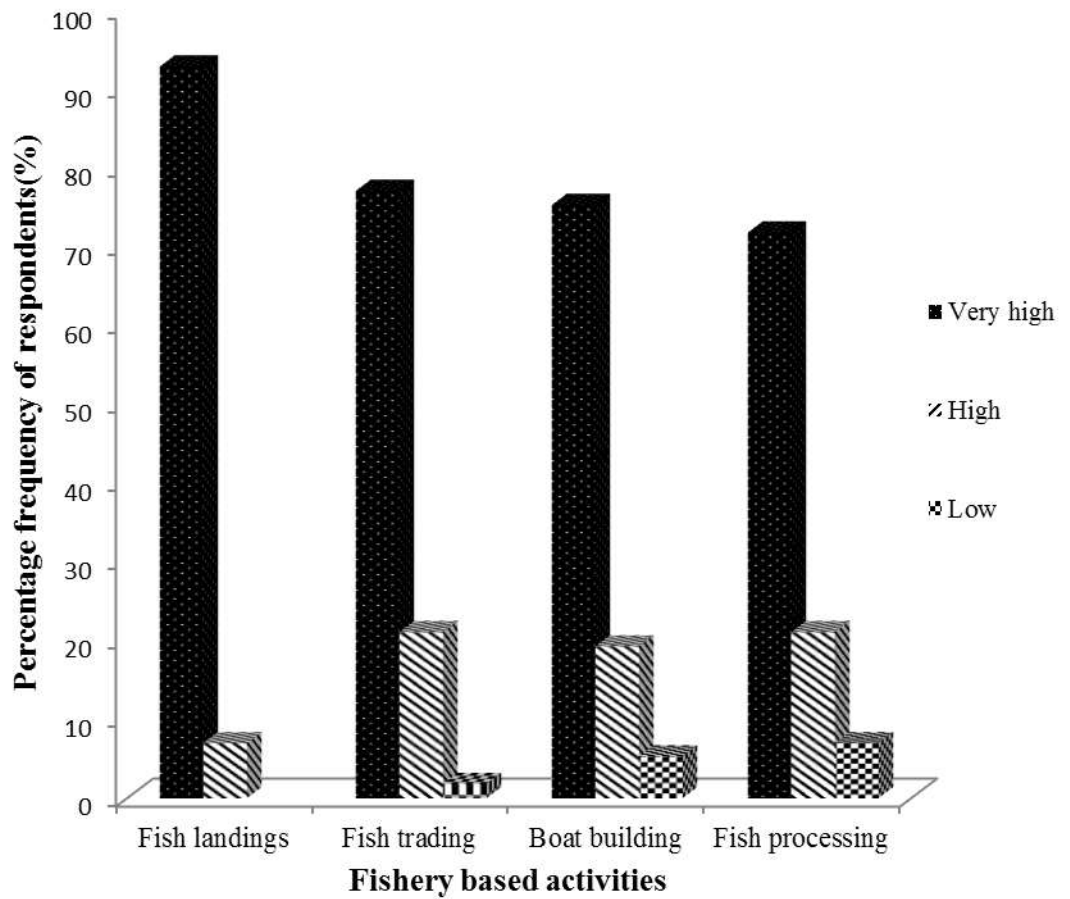 Percentage frequency of respondents(%)
100
90
80
70
60
50
40
30
20
10
0
Very high
High
Low
Fish landings
Fish trading
Boat building
Fish processing
Fishery based activities